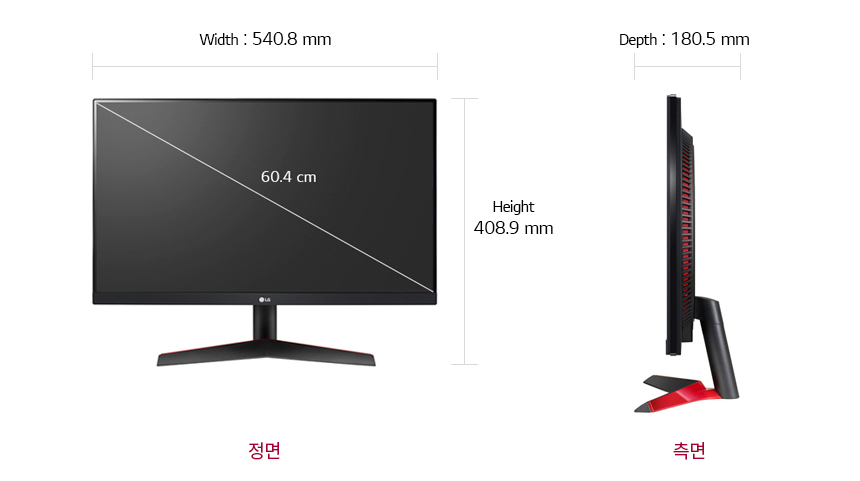 Width : 540.8 mm
Depth : 180.5 mm
60.4 cm
Height
408.9 mm
LG
정면
측면